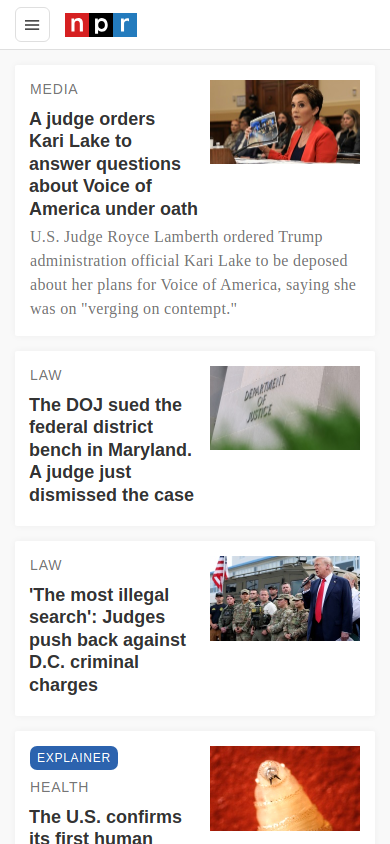 npr
MEDIA
A judge orders
Kari Lake to
answer questions
about Voice of
America under oath
U.S. Judge Royce Lamberth ordered Trump
administration official Kari Lake to be deposed
about her plans for Voice of America, saying she
was on "verging on contempt."
LAW
The DOJ sued the
federal district
bench in Maryland.
A judge just
dismissed the case
DEPARTMENT
OF
JUSTICE
LAW
'The most illegal
search': Judges
push back against
D.C. criminal
charges
EXPLAINER
HEALTH
The U.S. confirms
its first human